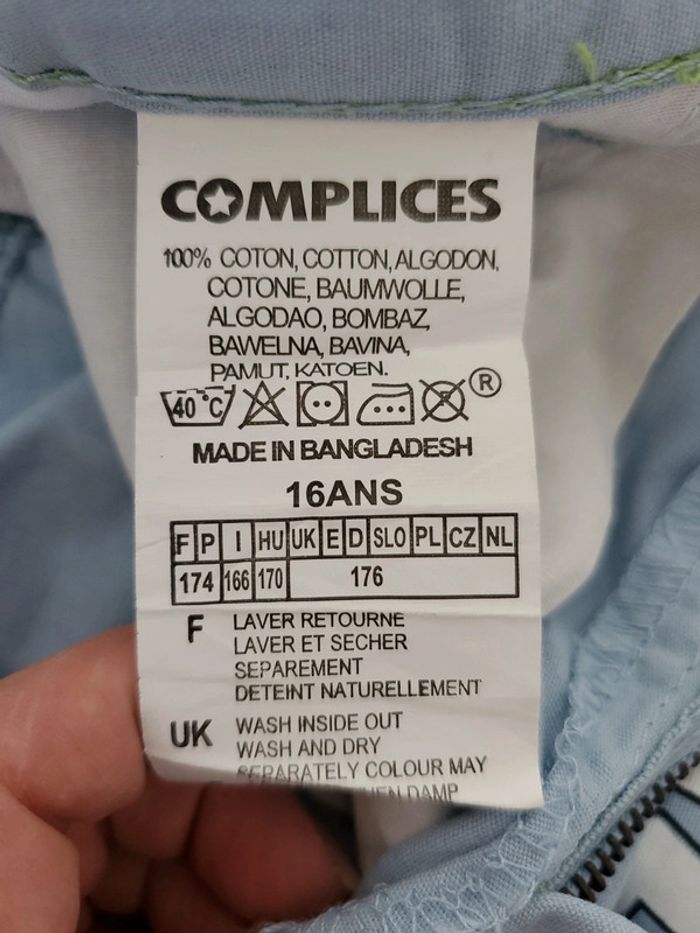 COMPLICES
100% COTON, COTTON, ALGODON,
COTONE, BAUMWOLLE,
ALGODAO, BOMBAZ,
BAWELNA, BAVINA,
PAMUT, KATOEN.
40°C ®
MADE IN BANGLADESH
16ANS
F P I HU UK E D SLO PL CZ NL
174 166 170 176
F LAVER RETOURNE
LAVER ET SECHER
SEPAREMENT
DETEINT NATURELLEMENT
UK WASH INSIDE OUT
WASH AND DRY
SEPARATELY COLOUR MAY
DAMP